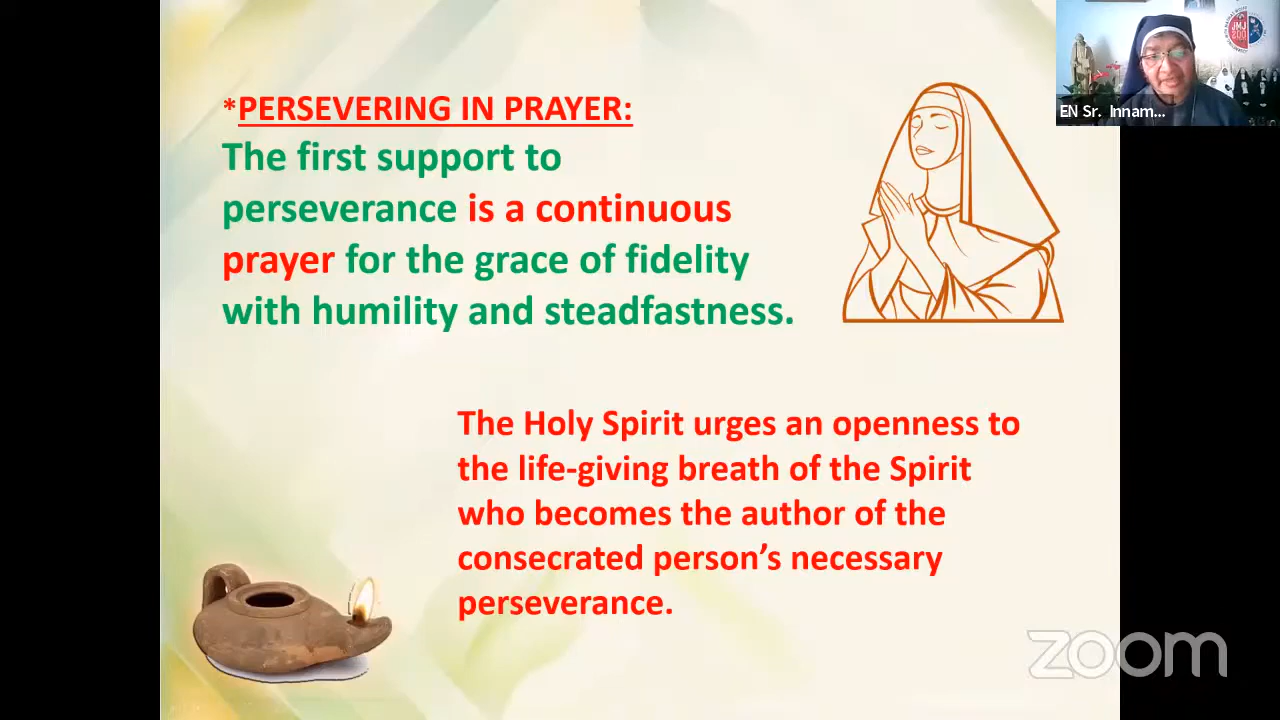 *PERSEVERING IN PRAYER:
The first support to
perseverance is a continuous
prayer for the grace of fidelity
with humility and steadfastness.
The Holy Spirit urges an openness to
the life-giving breath of the Spirit
who becomes the author of the
consecrated person’s necessary
perseverance.
EN Sr. Innam...
JMJ
200
zoom